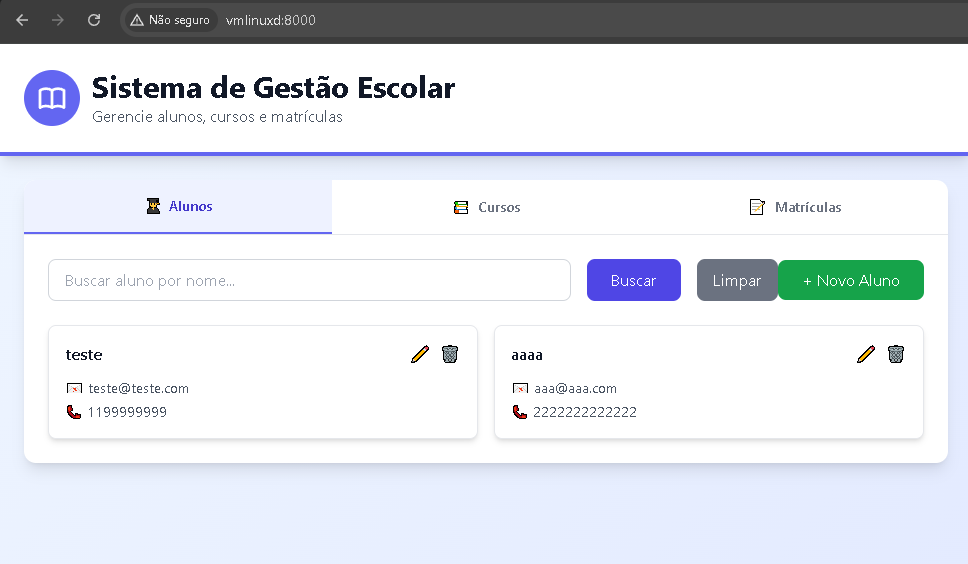 Não seguro vmlinuxd:8000
Sistema de Gestão Escolar
Gerencie alunos, cursos e matrículas
Alunos Cursos Matrículas
Buscar aluno por nome... Buscar Limpar + Novo Aluno
teste
teste@teste.com
1199999999
aaaa
aaa@aaa.com
2222222222222